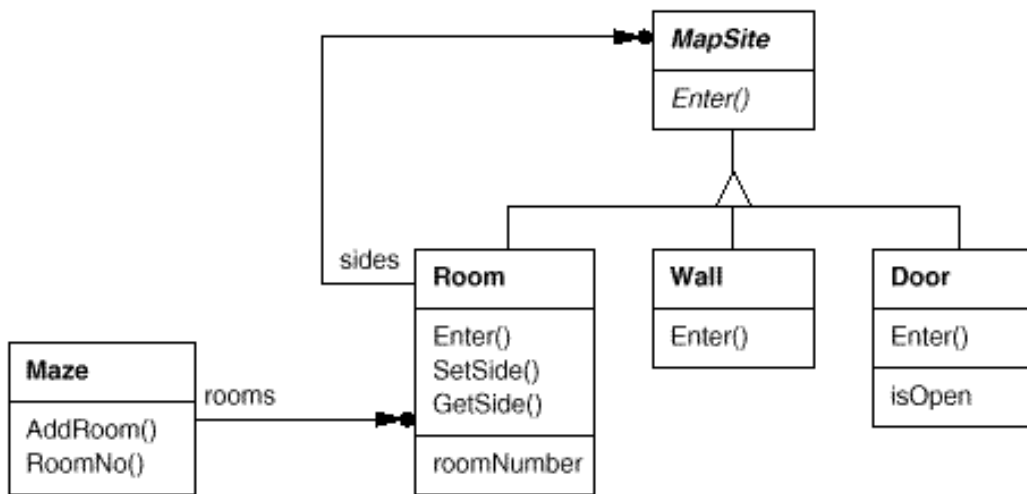 MapSite
Enter()
sides
Room
Enter()
SetSide()
GetSide()
roomNumber
Wall
Enter()
Door
Enter()
isOpen
Maze
AddRoom()
RoomNo()
rooms